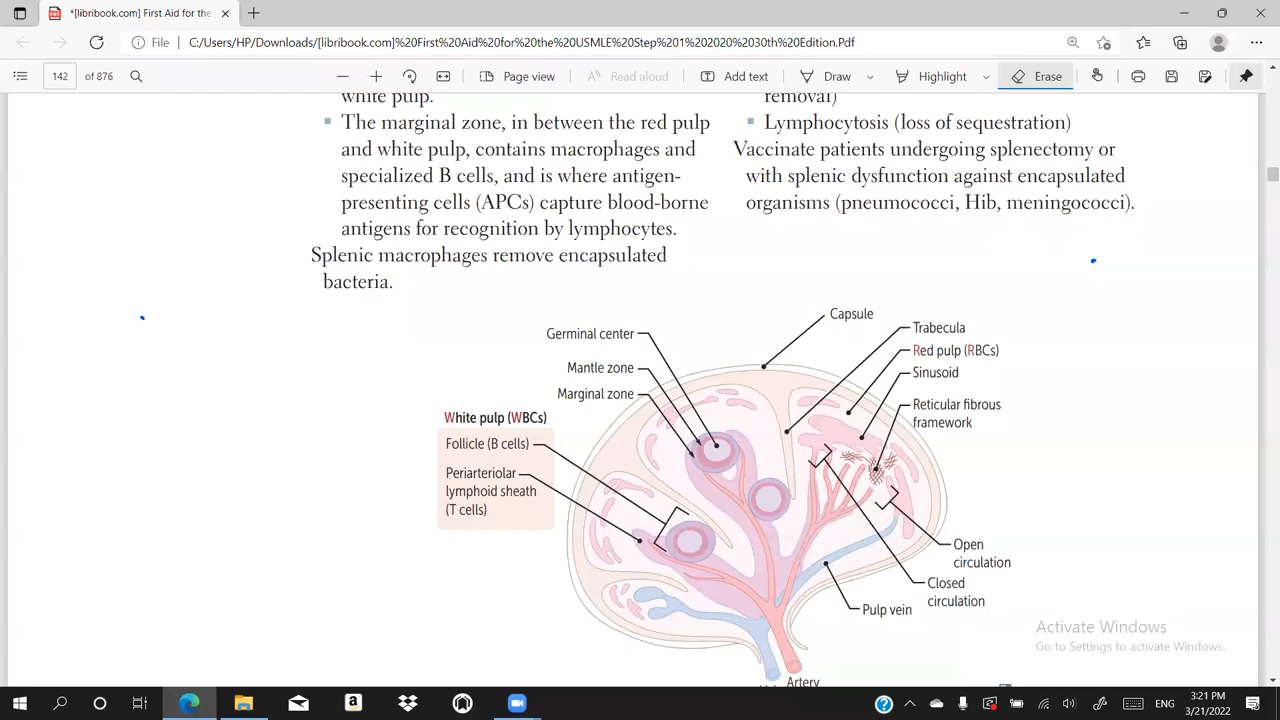 *[libribook.com] First Aid for the
File
C:/Users/HP/Downloads/[libribook.com]%20First%20Aid%20for%20the%20USMLE%20Step%201%202020%2030th%20Edition.Pdf
142 of 876
Page view
Read aloud
Add text
Draw
Highlight
Erase
white pulp.
The marginal zone, in between the red pulp
and white pulp, contains macrophages and
specialized B cells, and is where antigen-
presenting cells (APCs) capture blood-borne
antigens for recognition by lymphocytes.
Splenic macrophages remove encapsulated
bacteria.
removal)
Lymphocytosis (loss of sequestration)
Vaccinate patients undergoing splenectomy or
with splenic dysfunction against encapsulated
organisms (pneumococci, Hib, meningococci).
Capsule
Germinal center
Trabecula
Red pulp (RBCs)
Mantle zone
Sinusoid
Marginal zone
Reticular fibrous
framework
White pulp (WBCs)
Follicle (B cells)
Periarteriolar
lymphoid sheath
(T cells)
Open
circulation
Closed
circulation
Pulp vein
Artery
Activate Windows
Go to Settings to activate Windows.
ENG
3:21 PM
3/21/2022